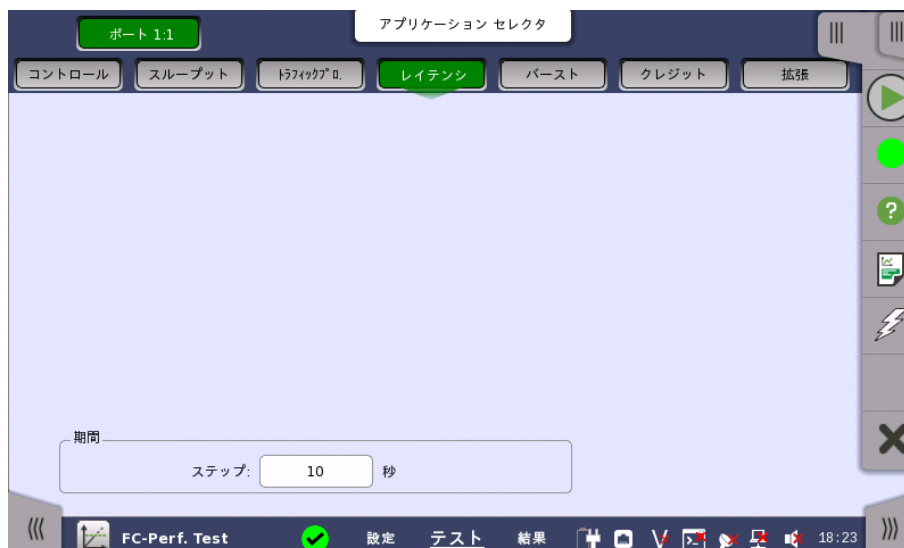 ポート 1:1
アプリケーション セレクタ
コントロール
スループット
ﾄﾗﾌｨｯｸﾌﾟﾛ.
レイテンシ
バースト
クレジット
拡張
期間
ステップ:
10
秒
FC-Perf. Test
設定
テスト
結果
18:23